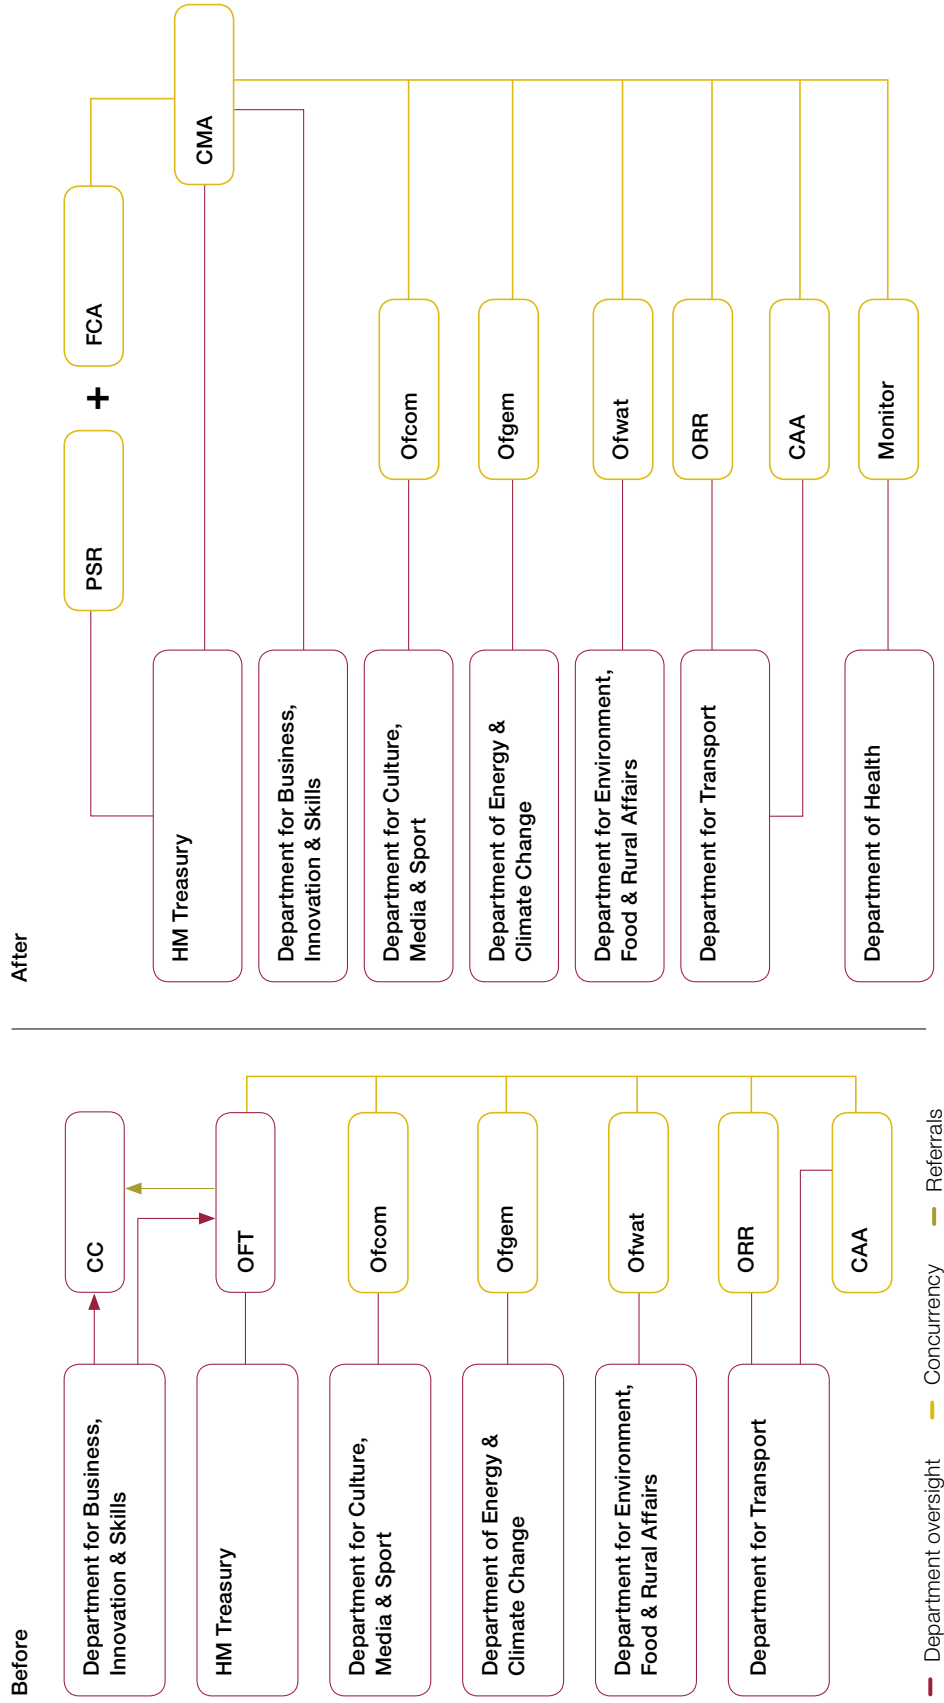 Before
Department for Business,
Innovation & Skills
CC
HM Treasury
OFT
Department for Culture,
Media & Sport
Ofcom
Department of Energy &
Climate Change
Ofgem
Department for Environment,
Food & Rural Affairs
Ofwat
Department for Transport
ORR
CAA
After
PSR
+
FCA
HM Treasury
CMA
Department for Business,
Innovation & Skills
Department for Culture,
Media & Sport
Ofcom
Department of Energy &
Climate Change
Ofgem
Department for Environment,
Food & Rural Affairs
Ofwat
Department for Transport
ORR
CAA
Department of Health
Monitor
Department oversight
Concurrency
Referrals